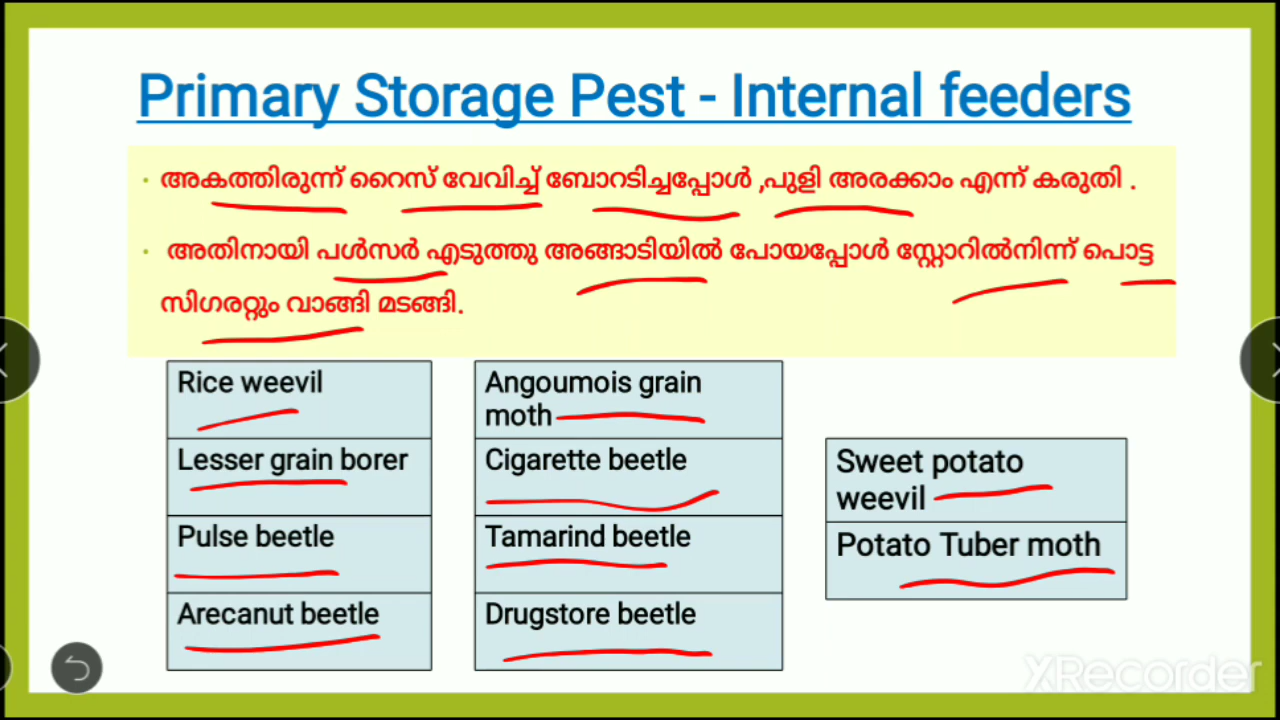 Primary Storage Pest - Internal feeders
• അകത്തിരുന്ന് റൈസ് വേവിച്ച് ബോറടിച്ചപ്പോൾ ,പുളി അരക്കാം എന്ന് കരുതി .
• അതിനായി പൾസർ എടുത്തു അങ്ങാടിയിൽ പോയപ്പോൾ സ്റ്റോറിൽനിന്ന് പൊട്ട
സിഗരറ്റും വാങ്ങി മടങ്ങി.
Rice weevil
Lesser grain borer
Pulse beetle
Arecanut beetle
Angoumois grain
moth
Cigarette beetle
Tamarind beetle
Drugstore beetle
Sweet potato
weevil
Potato Tuber moth
XRecorder